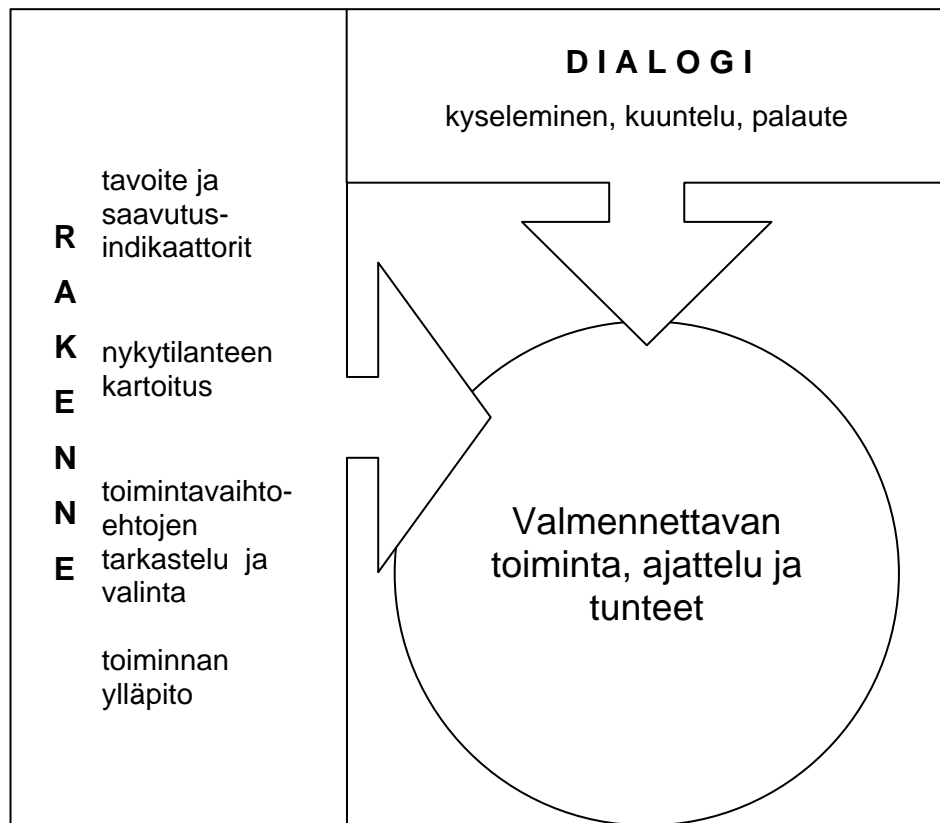 D I A L O G I
kyseleminen, kuuntelu, palaute
R A K E N N E
tavoite ja
saavutus-
indikaattorit
nykytilanteen
kartoitus
toimintavaihto-
ehtojen
tarkastelu ja
valinta
toiminnan
ylläpito
Valmennettavan
toiminta, ajattelu ja
tunteet